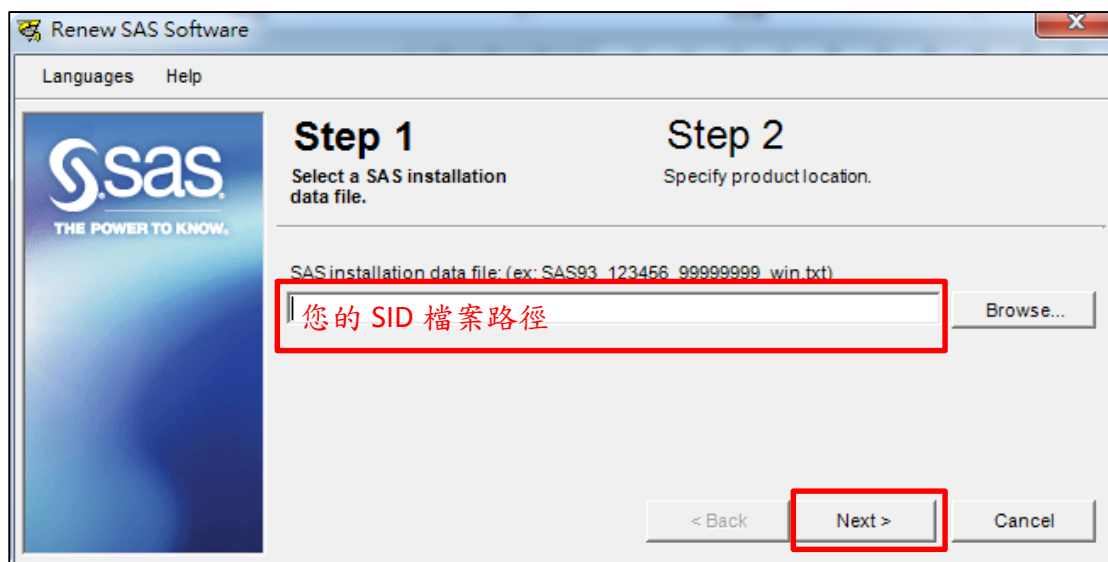 Renew SAS Software
X
Languages Help
sas
THE POWER TO KNOW.
Step 1
Select a SAS installation
data file.
Step 2
Specify product location.
SAS installation data file: (ex: SAS93_123456_99999999_win.txt)
您的 SID 檔案路徑
Browse...
< Back
Next >
Cancel